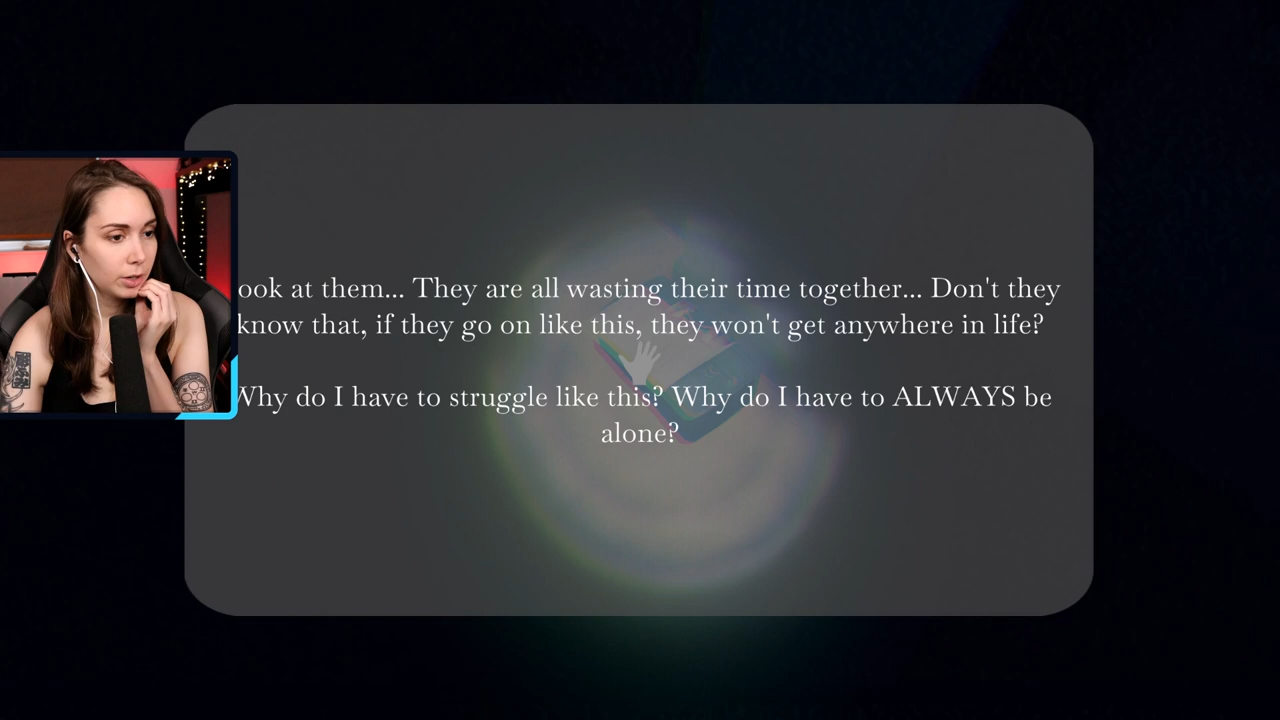 ook at them... They are all wasting their time together... Don't they
know that, if they go on like this, they won't get anywhere in life?
Why do I have to struggle like this? Why do I have to ALWAYS be
alone?